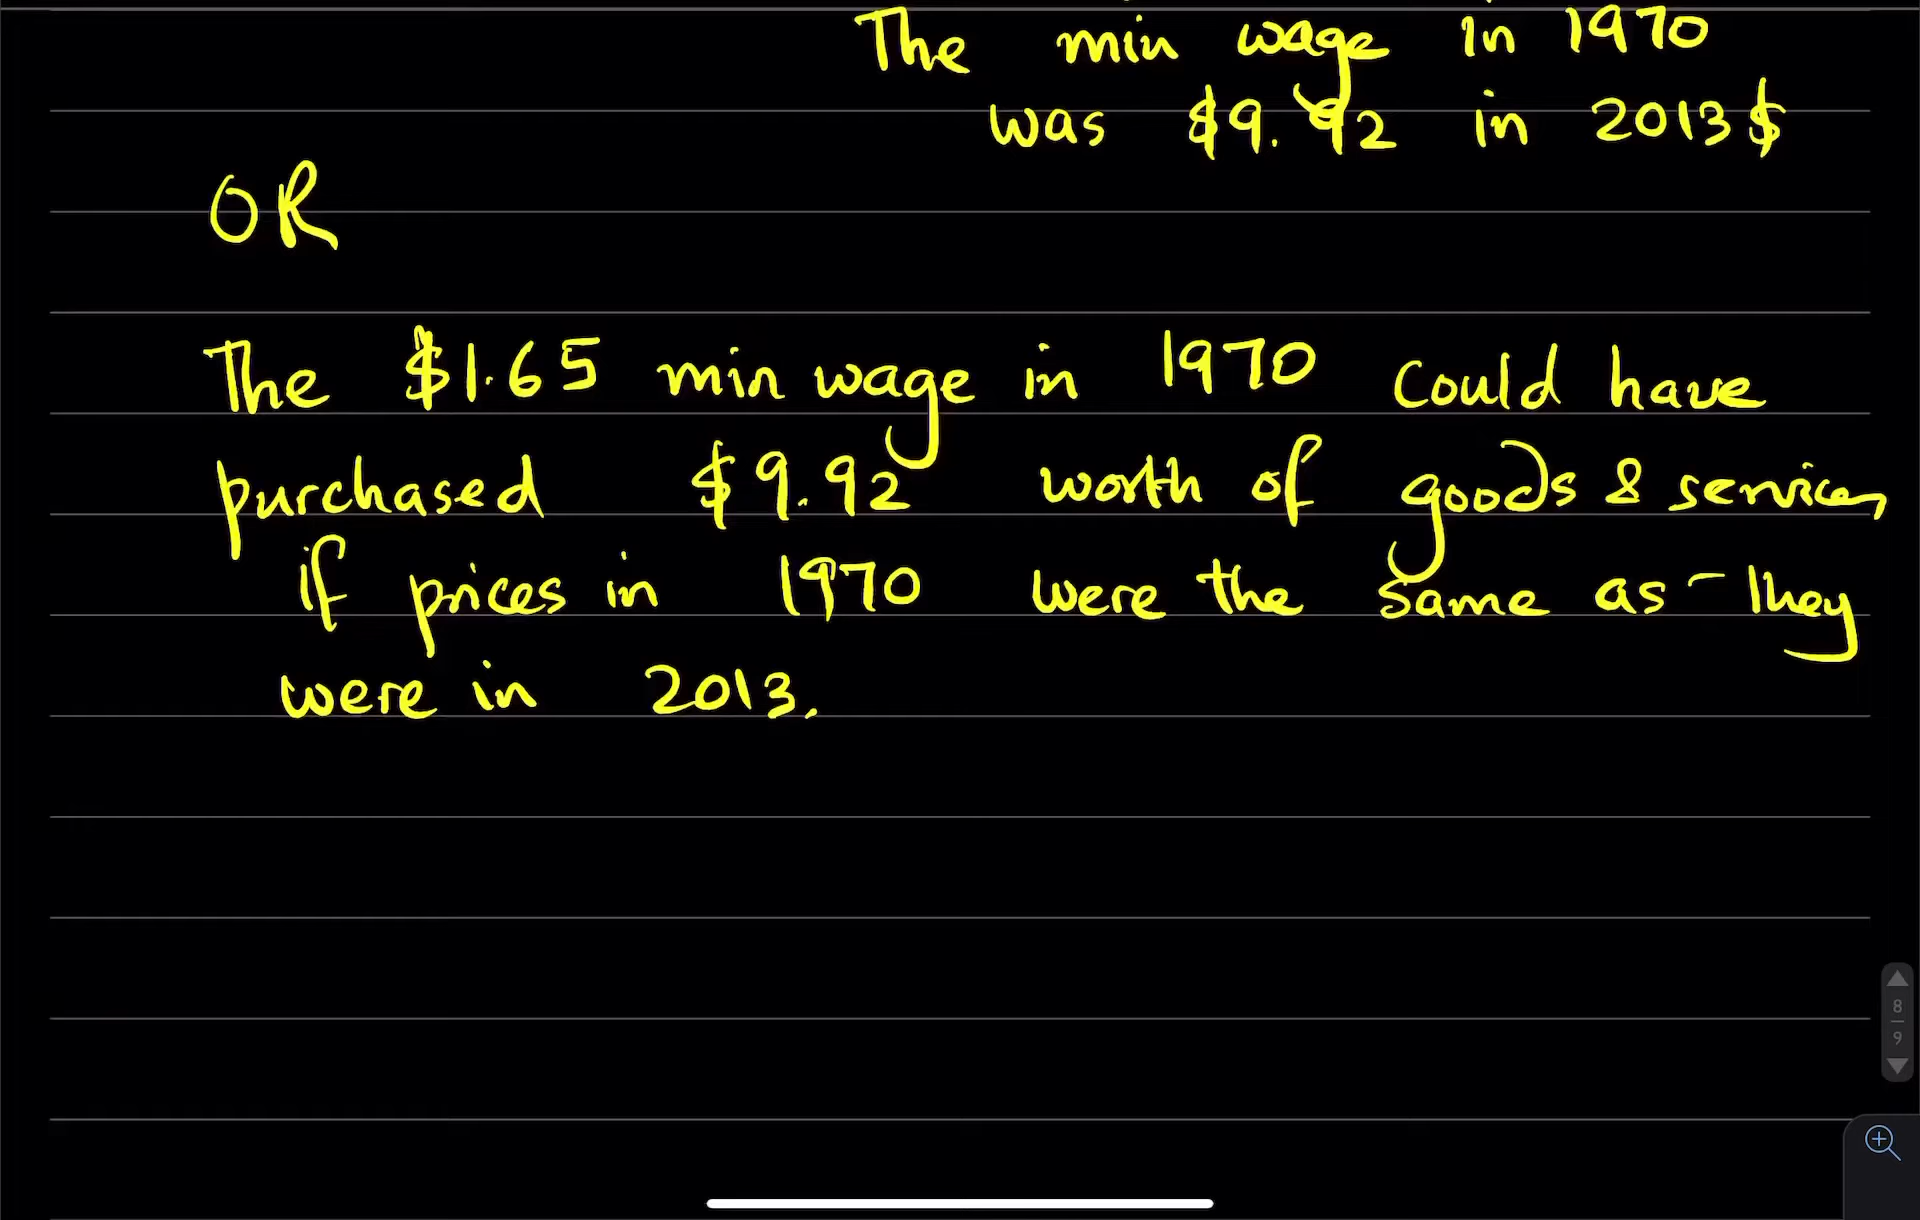 The min wage in 1970
was $9.92 in 2013$
OR
The $1.65 min wage in 1970 could have
purchased $9.92 worth of goods & services
if prices in 1970 were the same as they
were in 2013.
8
9